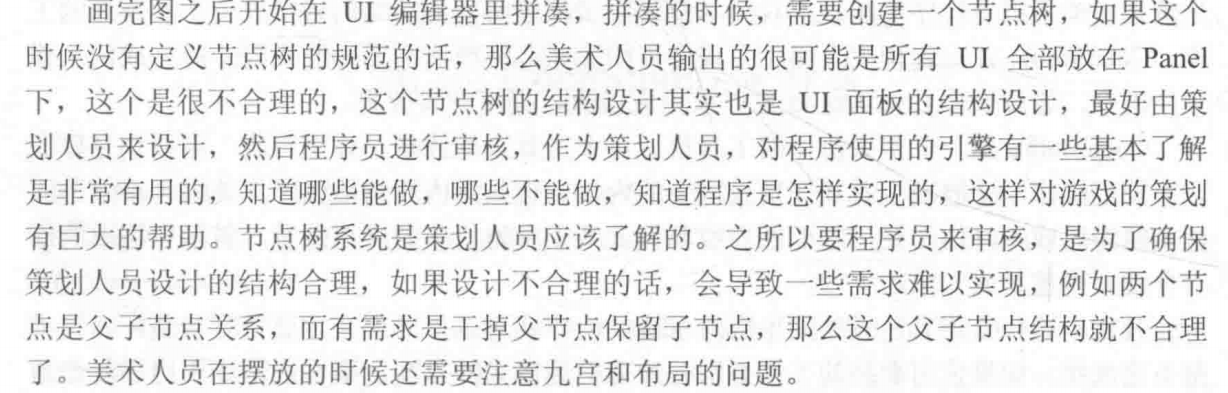 画完图之后开始在 UI 编辑器里拼凑，拼凑的时候，需要创建一个节点树，如果这个
时候没有定义节点树的规范的话，那么美术人员输出的很可能是所有 UI 全部放在 Panel
下，这个是很不合理的，这个节点树的结构设计其实也是 UI 面板的结构设计，最好由策
划人员来设计，然后程序员进行审核，作为策划人员，对程序使用的引擎有一些基本了解
是非常有用的，知道哪些能做，哪些不能做，知道程序是怎样实现的，这样对游戏的策划
有巨大的帮助。节点树系统是策划人员应该了解的。之所以要程序员来审核，是为了确保
策划人员设计的结构合理，如果设计不合理的话，会导致一些需求难以实现，例如两个节
点是父子节点关系，而有需求是干掉父节点保留子节点，那么这个父子节点结构就不合理
了。美术人员在摆放的时候还需要注意九宫和布局的问题。